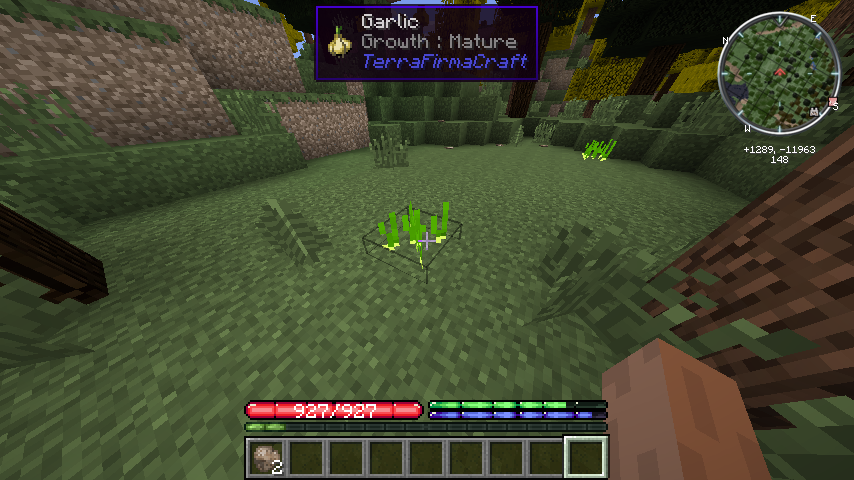 Garlic
Growth : Mature
TerraFirmaCraft
E
N
S
W
+1289, -11963
148
927/927
2